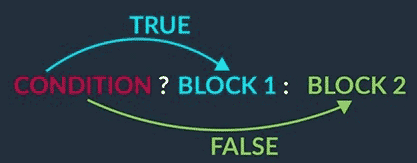 TRUE
CONDITION ? BLOCK 1 : BLOCK 2
FALSE